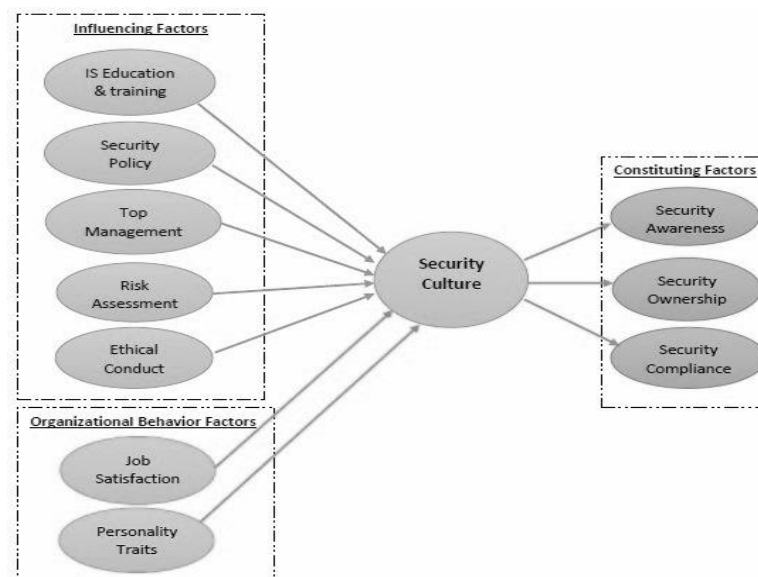 Influencing Factors
IS Education
& training
Security
Policy
Top
Management
Risk
Assessment
Ethical
Conduct
Organizational Behavior Factors
Job
Satisfaction
Personality
Traits
Security
Culture
Constituting Factors
Security
Awareness
Security
Ownership
Security
Compliance